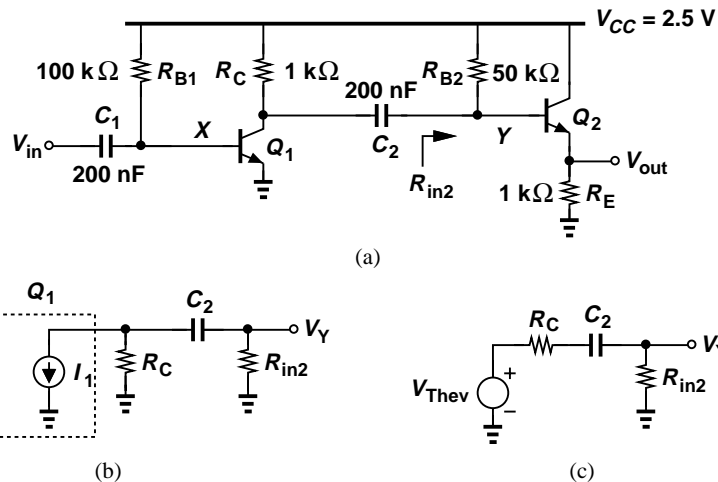 V_CC = 2.5 V
100 kΩ R_B1 R_C 1 kΩ R_B2 50 kΩ
200 nF
C_1 X Q_1 C_2 Y Q_2
V_in 200 nF R_in2 V_out
1 kΩ R_E
(a)
Q_1 C_2 V_Y
I_1 R_C R_in2
(b)
R_C C_2
V_Thev + − R_in2
(c)